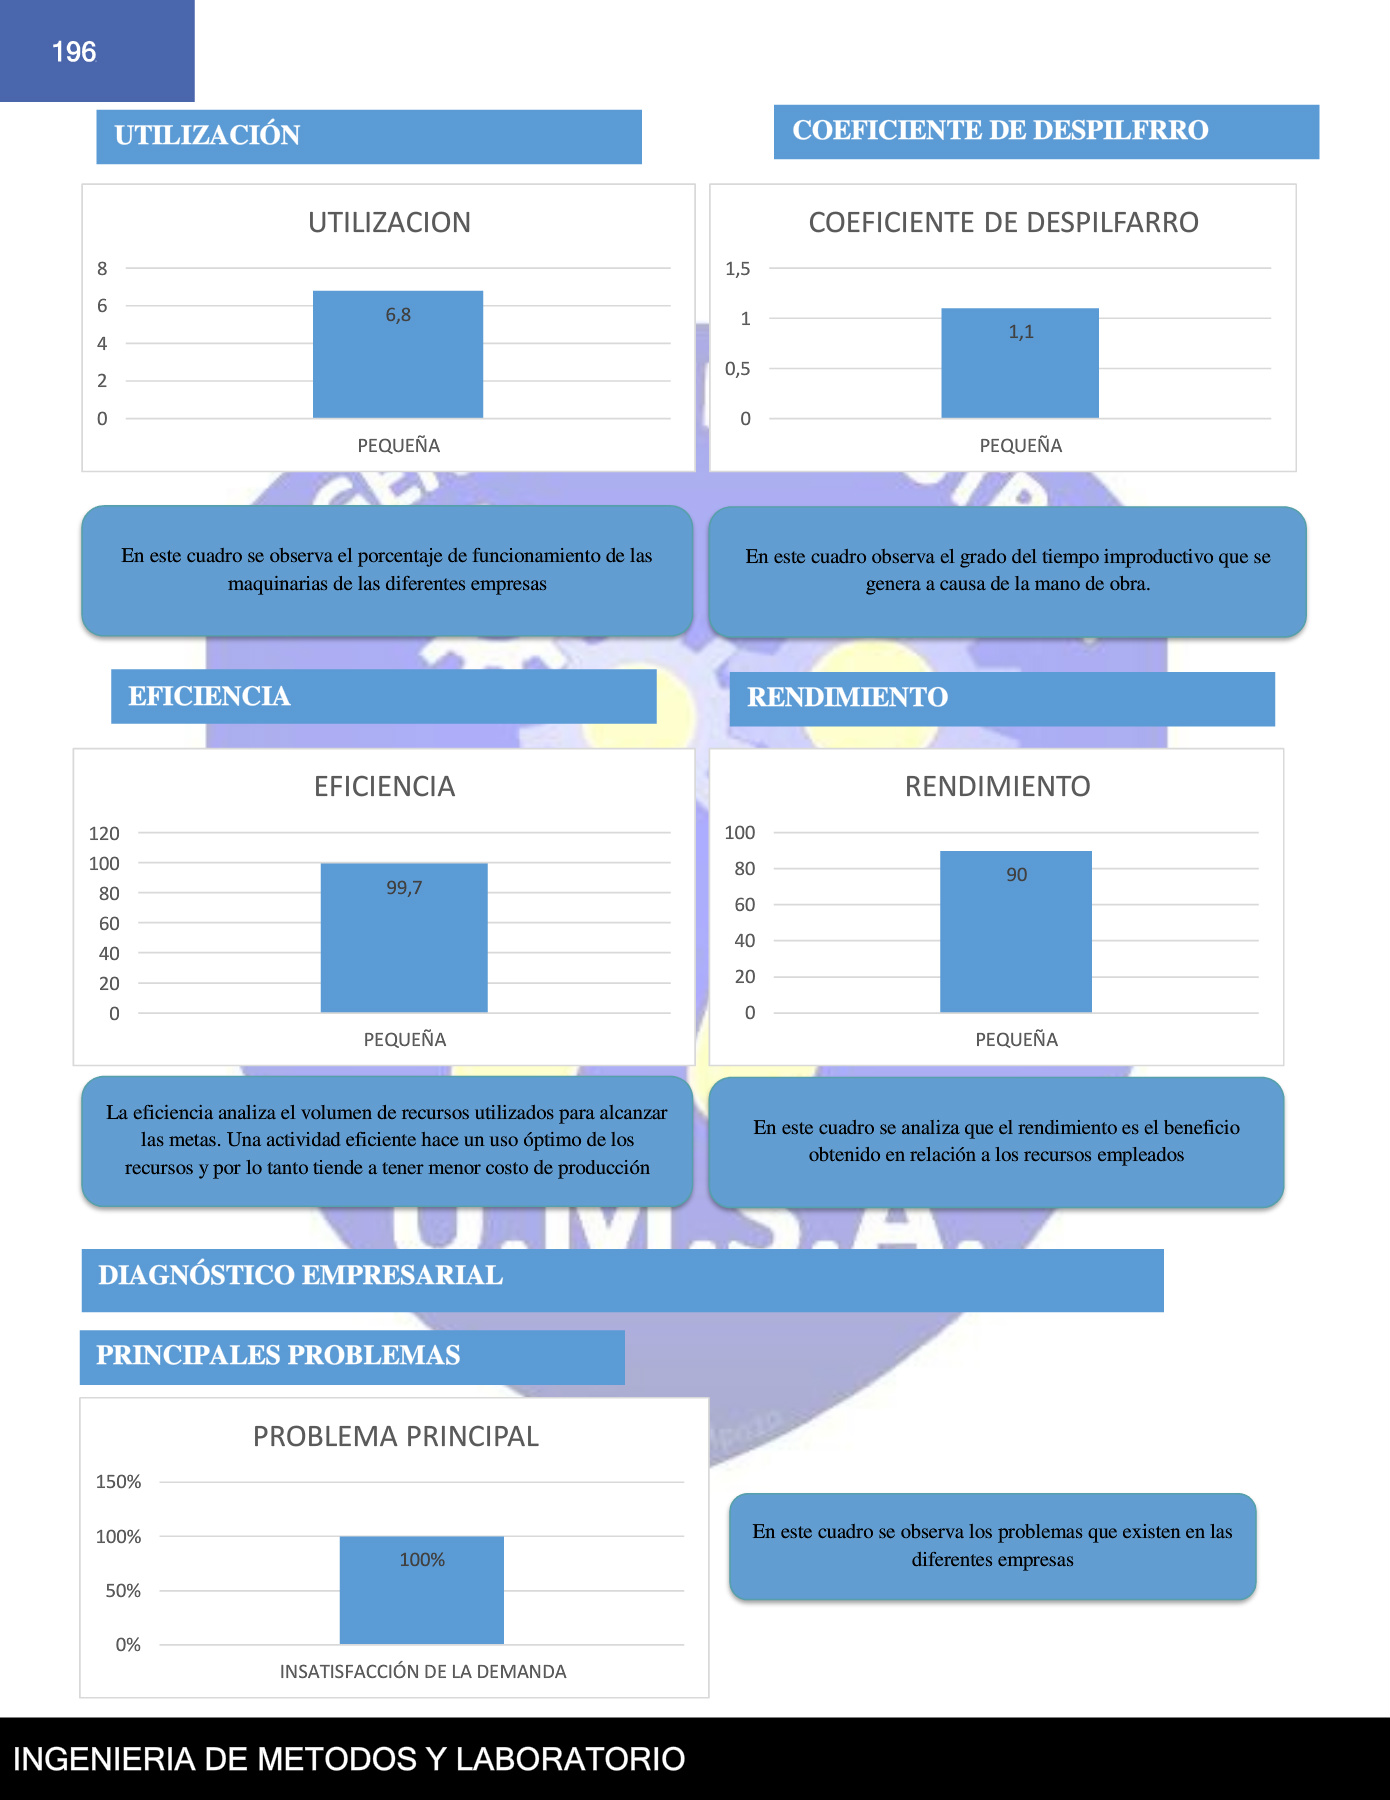 196
UTILIZACIÓN
COEFICIENTE DE DESPILFRRO
UTILIZACION
8
6
4
2
0
6,8
PEQUEÑA
COEFICIENTE DE DESPILFARRO
1,5
1
0,5
0
1,1
PEQUEÑA
En este cuadro se observa el porcentaje de funcionamiento de las
maquinarias de las diferentes empresas
En este cuadro observa el grado del tiempo improductivo que se
genera a causa de la mano de obra.
EFICIENCIA
RENDIMIENTO
EFICIENCIA
120
100
80
60
40
20
0
99,7
PEQUEÑA
RENDIMIENTO
100
80
60
40
20
0
90
PEQUEÑA
La eficiencia analiza el volumen de recursos utilizados para alcanzar
las metas. Una actividad eficiente hace un uso óptimo de los
recursos y por lo tanto tiende a tener menor costo de producción
En este cuadro se analiza que el rendimiento es el beneficio
obtenido en relación a los recursos empleados
U.M.S.A.
DIAGNÓSTICO EMPRESARIAL
PRINCIPALES PROBLEMAS
PROBLEMA PRINCIPAL
150%
100%
50%
0%
100%
INSATISFACCIÓN DE LA DEMANDA
En este cuadro se observa los problemas que existen en las
diferentes empresas
INGENIERIA DE METODOS Y LABORATORIO